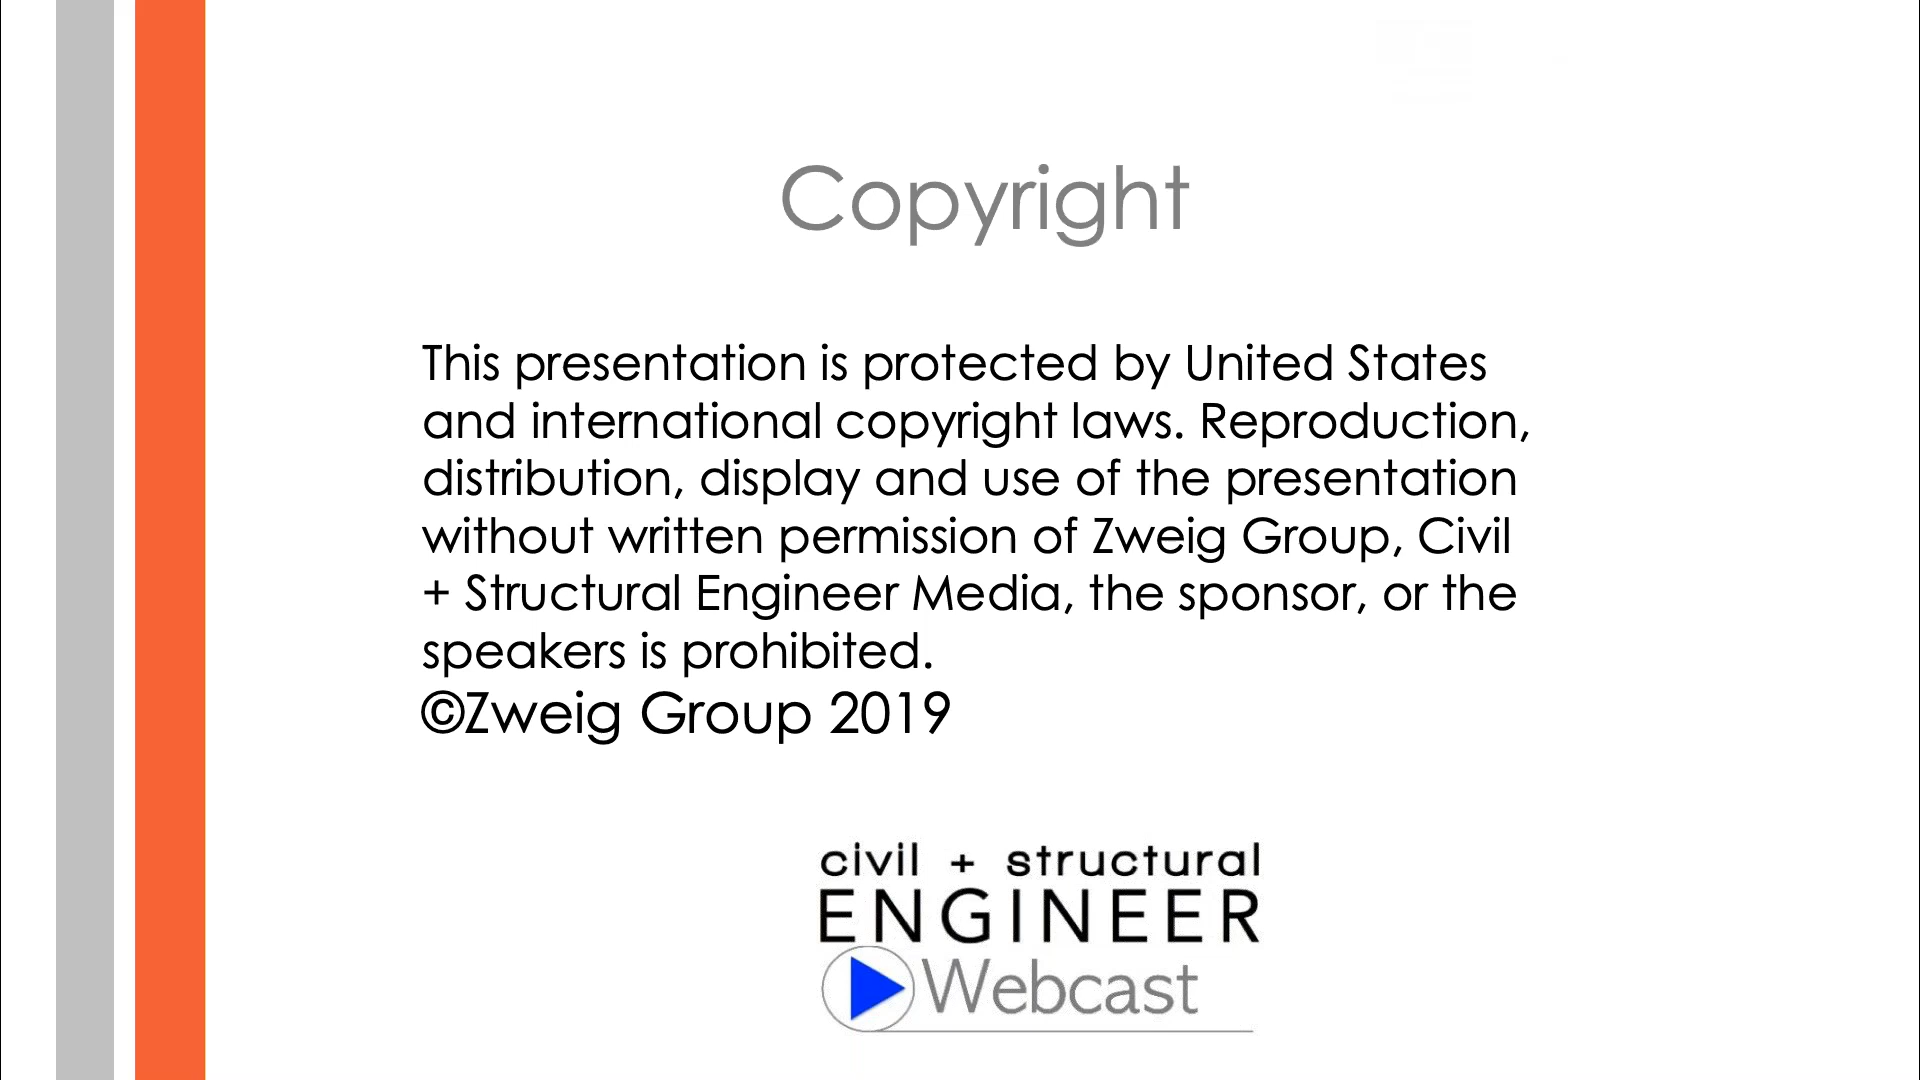 Copyright
This presentation is protected by United States
and international copyright laws. Reproduction,
distribution, display and use of the presentation
without written permission of Zweig Group, Civil
+ Structural Engineer Media, the sponsor, or the
speakers is prohibited.
©Zweig Group 2019
civil + structural
ENGINEER
Webcast